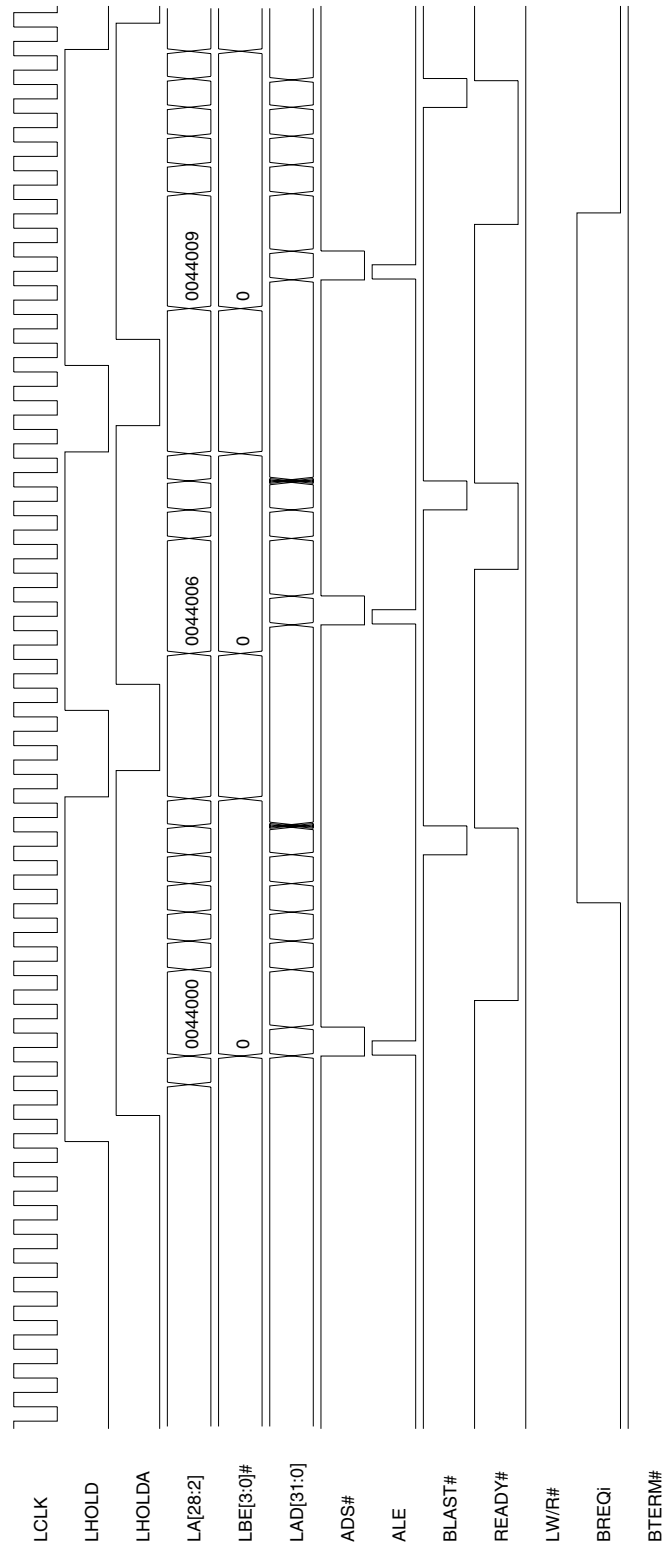 LCLK
LHOLD
LHOLDA
LA[28:2] 0044000 0044006 0044009
LBE[3:0]# 0 0 0
LAD[31:0]
ADS#
ALE
BLAST#
READY#
LW/R#
BREQi
BTERM#